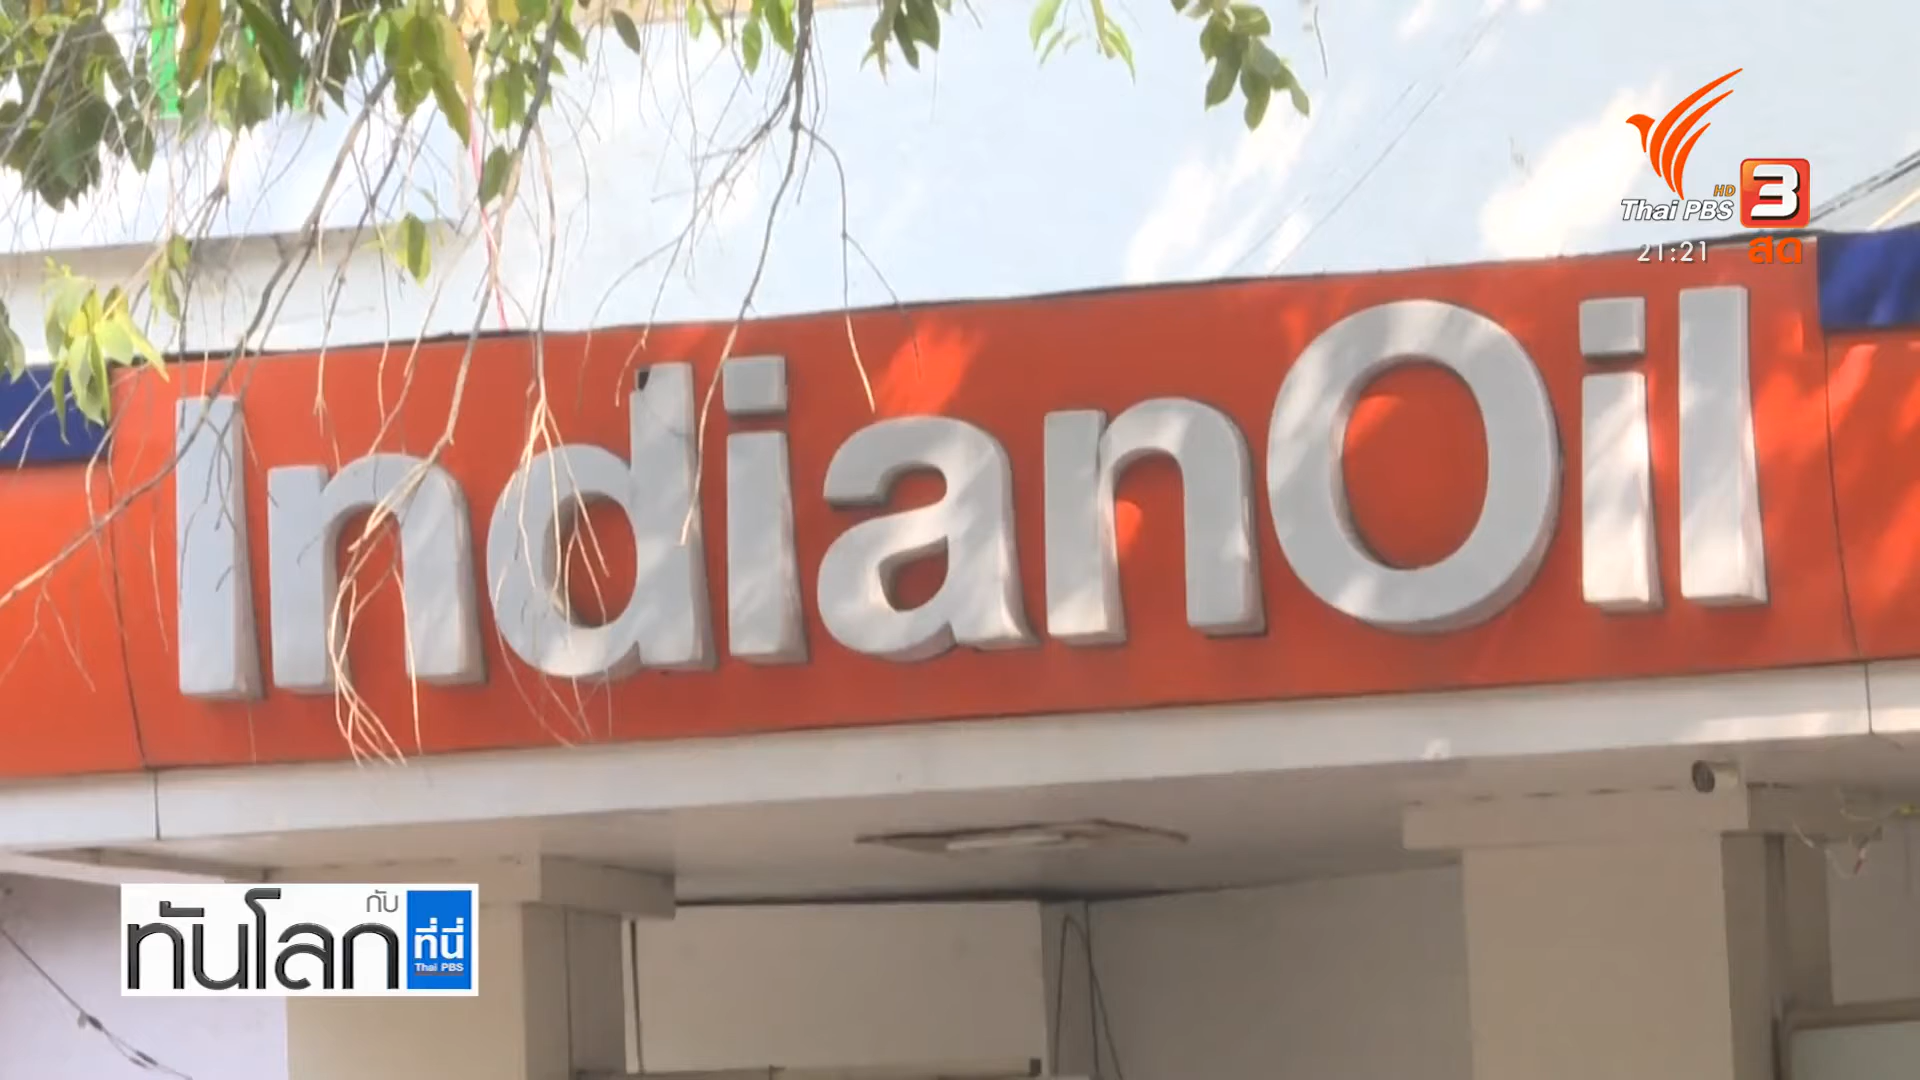 HD
Thai PBS 3
21:21 สด
IndianOil
ทันโลก กับ ที่นี่
Thai PBS